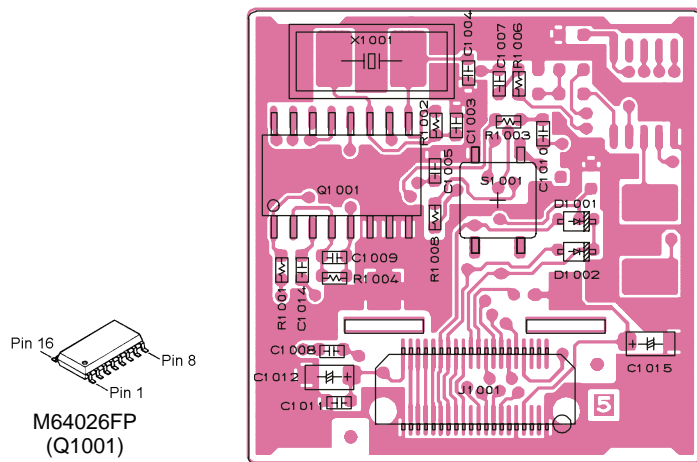 X1001
C1004
C1007
R1006
R1002
C1003
R1003
C1010
C1005
Q1001
S1001
R1008
D1001
D1002
R1001
C1014
C1009
R1004
C1008
C1012
C1011
J1001
C1015
5
Pin 16
Pin 8
Pin 1
M64026FP
(Q1001)